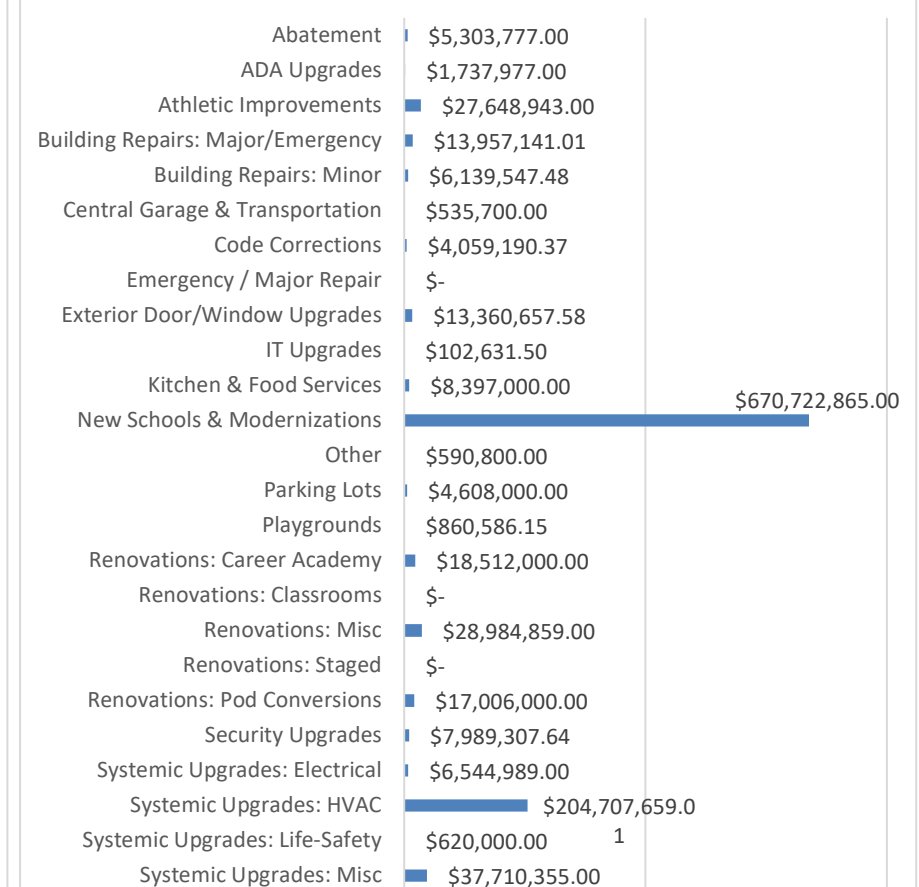 Abatement $5,303,777.00
ADA Upgrades $1,737,977.00
Athletic Improvements $27,648,943.00
Building Repairs: Major/Emergency $13,957,141.01
Building Repairs: Minor $6,139,547.48
Central Garage & Transportation $535,700.00
Code Corrections $4,059,190.37
Emergency / Major Repair $-
Exterior Door/Window Upgrades $13,360,657.58
IT Upgrades $102,631.50
Kitchen & Food Services $8,397,000.00
New Schools & Modernizations $670,722,865.00
Other $590,800.00
Parking Lots $4,608,000.00
Playgrounds $860,586.15
Renovations: Career Academy $18,512,000.00
Renovations: Classrooms $-
Renovations: Misc $28,984,859.00
Renovations: Staged $-
Renovations: Pod Conversions $17,006,000.00
Security Upgrades $7,989,307.64
Systemic Upgrades: Electrical $6,544,989.00
Systemic Upgrades: HVAC $204,707,659.0
1
Systemic Upgrades: Life-Safety $620,000.00
Systemic Upgrades: Misc $37,710,355.00